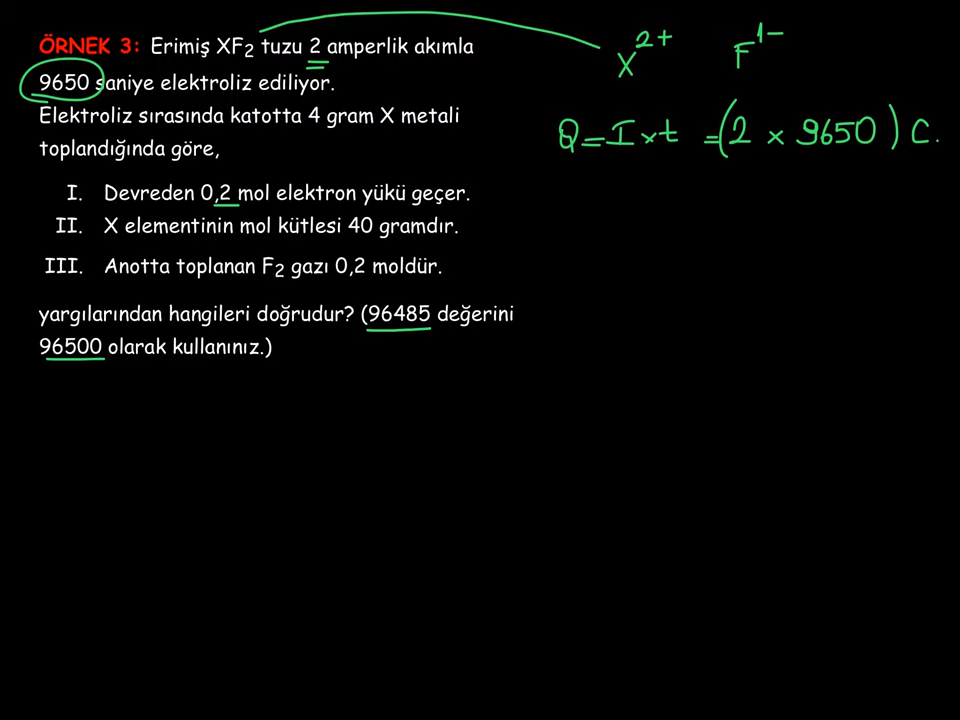 ÖRNEK 3: Erimiş XF₂ tuzu 2 amperlik akımla
9650 saniye elektroliz ediliyor.
Elektroliz sırasında katotta 4 gram X metali
toplandığında göre,
I. Devreden 0,2 mol elektron yükü geçer.
II. X elementinin mol kütlesi 40 gramdır.
III. Anotta toplanan F₂ gazı 0,2 moldür.
yargılarından hangileri doğrudur? (96485 değerini
96500 olarak kullanınız.)
X²⁺ F¹⁻
Q = I x t = (2 x 9650) C.